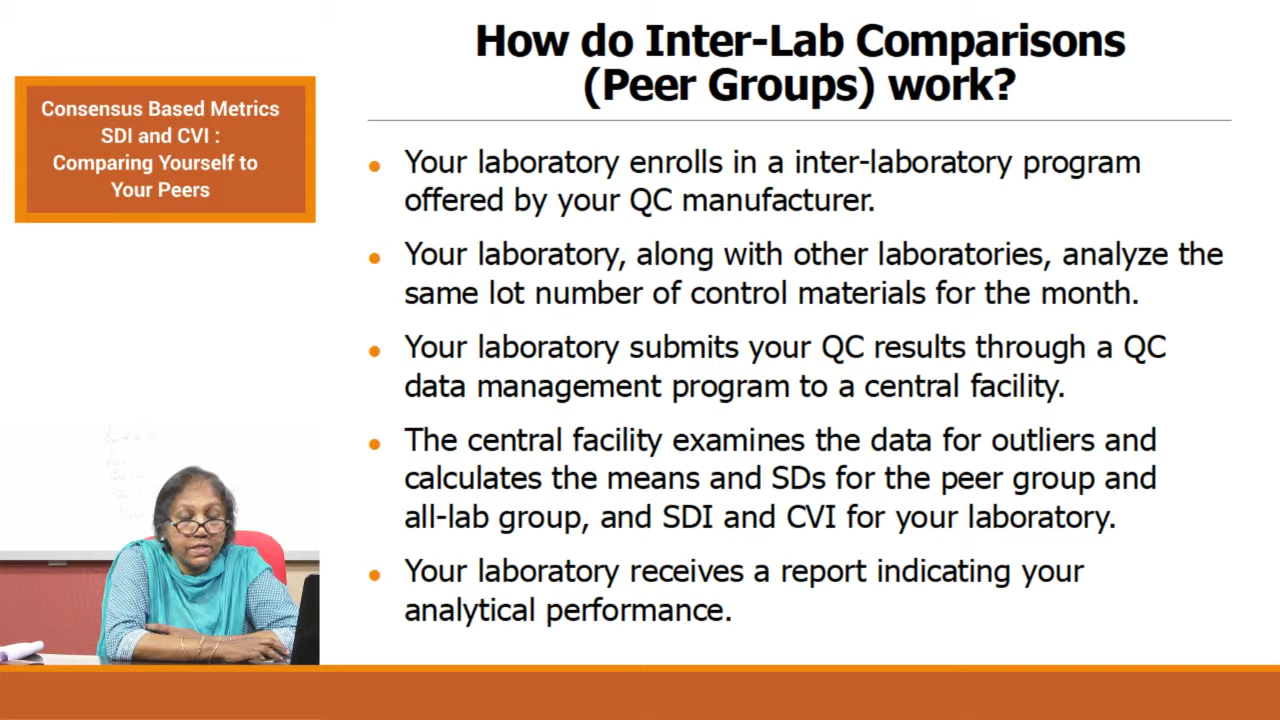 How do Inter-Lab Comparisons
(Peer Groups) work?
Consensus Based Metrics
SDI and CVI :
Comparing Yourself to
Your Peers
Your laboratory enrolls in a inter-laboratory program
offered by your QC manufacturer.
Your laboratory, along with other laboratories, analyze the
same lot number of control materials for the month.
Your laboratory submits your QC results through a QC
data management program to a central facility.
The central facility examines the data for outliers and
calculates the means and SDs for the peer group and
all-lab group, and SDI and CVI for your laboratory.
Your laboratory receives a report indicating your
analytical performance.